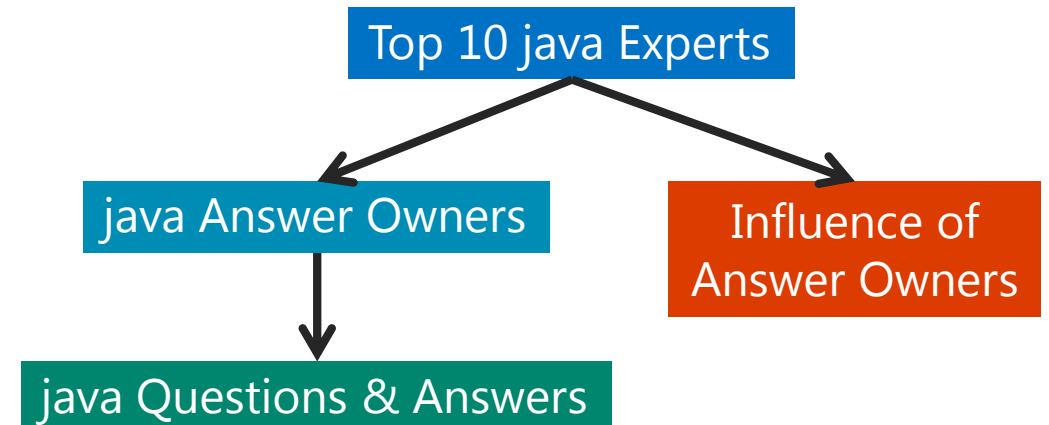 Top 10 java Experts
java Answer Owners
Influence of
Answer Owners
java Questions & Answers